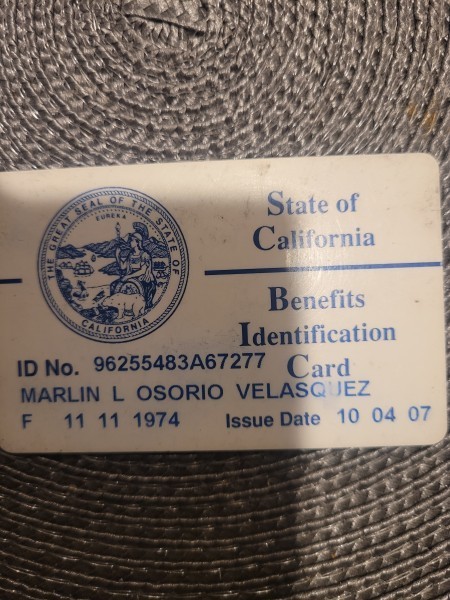 THE GREAT SEAL OF THE STATE OF CALIFORNIA
EUREKA
State of
California
Benefits
Identification
Card
ID No. 96255483A67277
MARLIN L OSORIO VELASQUEZ
F 11 11 1974 Issue Date 10 04 07